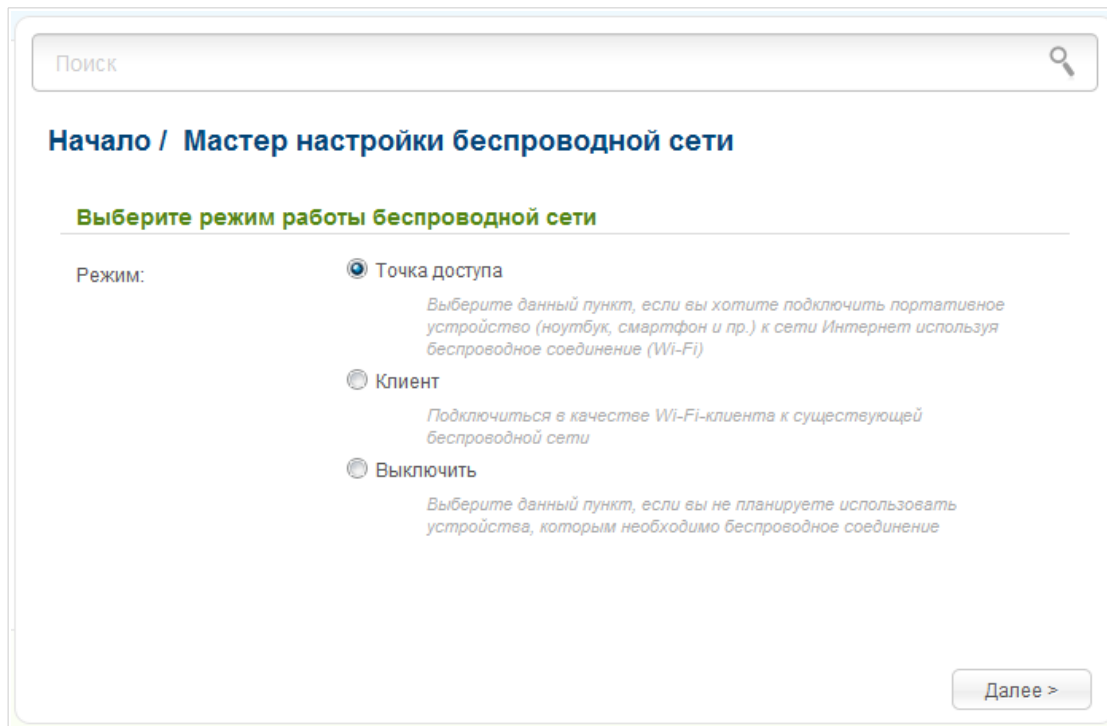 Поиск
Начало / Мастер настройки беспроводной сети
Выберите режим работы беспроводной сети
Режим:
Точка доступа
Выберите данный пункт, если вы хотите подключить портативное
устройство (ноутбук, смартфон и пр.) к сети Интернет используя
беспроводное соединение (Wi-Fi)
Клиент
Подключиться в качестве Wi-Fi-клиента к существующей
беспроводной сети
Выключить
Выберите данный пункт, если вы не планируете использовать
устройства, которым необходимо беспроводное соединение
Далее >